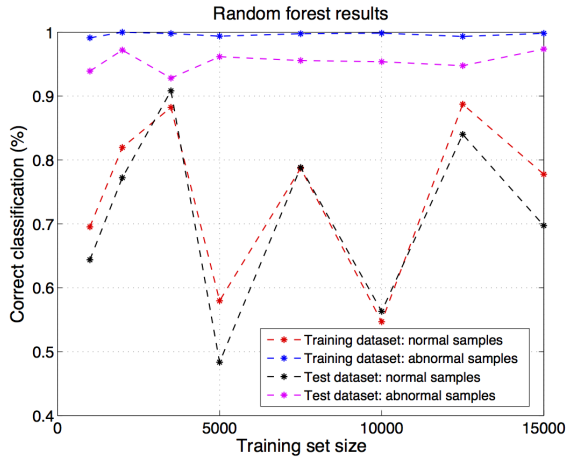 Random forest results
Correct classification (%)
1
0.9
0.8
0.7
0.6
0.5
0.4
Training dataset: normal samples
Training dataset: abnormal samples
Test dataset: normal samples
Test dataset: abnormal samples
0
5000
10000
15000
Training set size